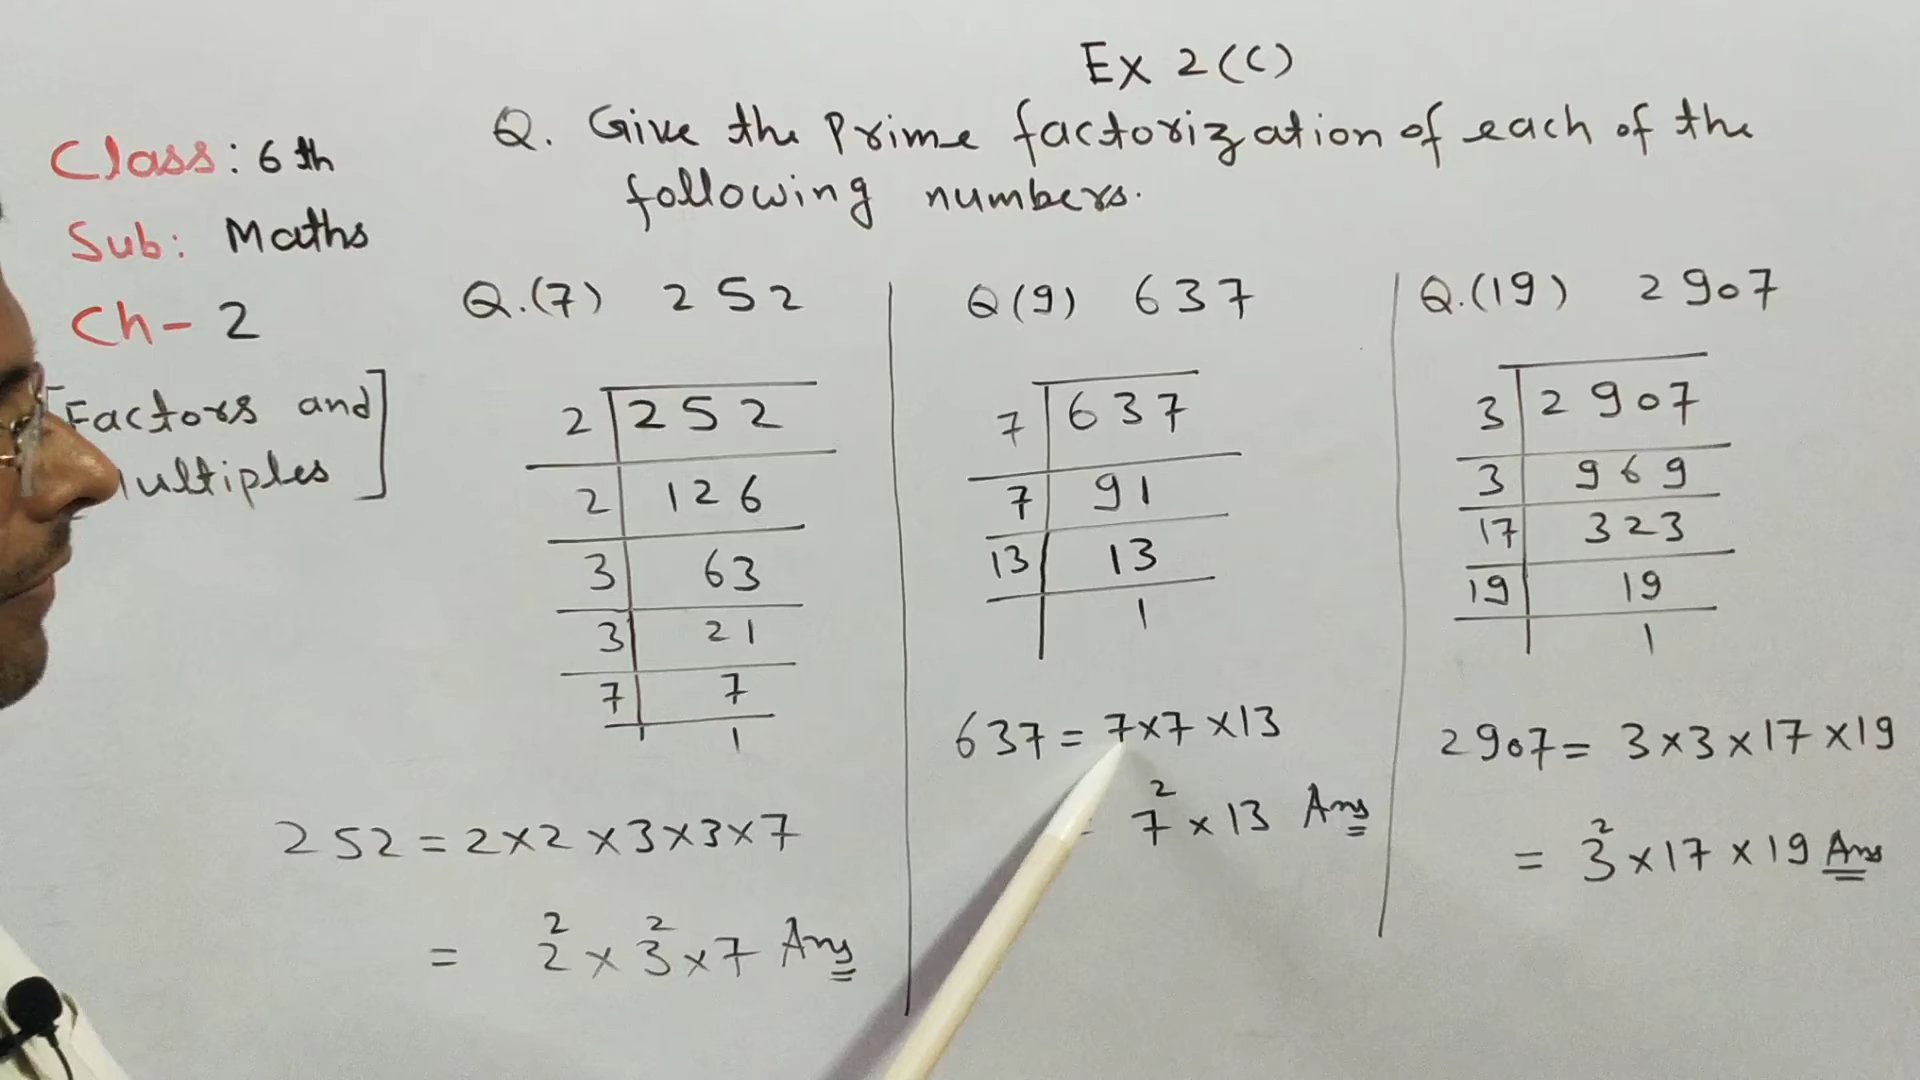 Ex 2(C)
Q. Give the Prime factorization of each of the
following numbers.
Class: 6th
Sub: Maths
Ch- 2
[Factors and
ultiples]
Q.(7) 252
2 252
2 126
3 63
3 21
7 7
1
252 = 2×2×3×3×7
= 2² × 3² × 7 Ans
Q(9) 637
7 637
7 91
13 13
1
637 = 7×7×13
7² × 13 Ans
Q.(19) 2907
3 2907
3 969
17 323
19 19
1
2907 = 3×3×17×19
= 3² × 17 × 19 Ans